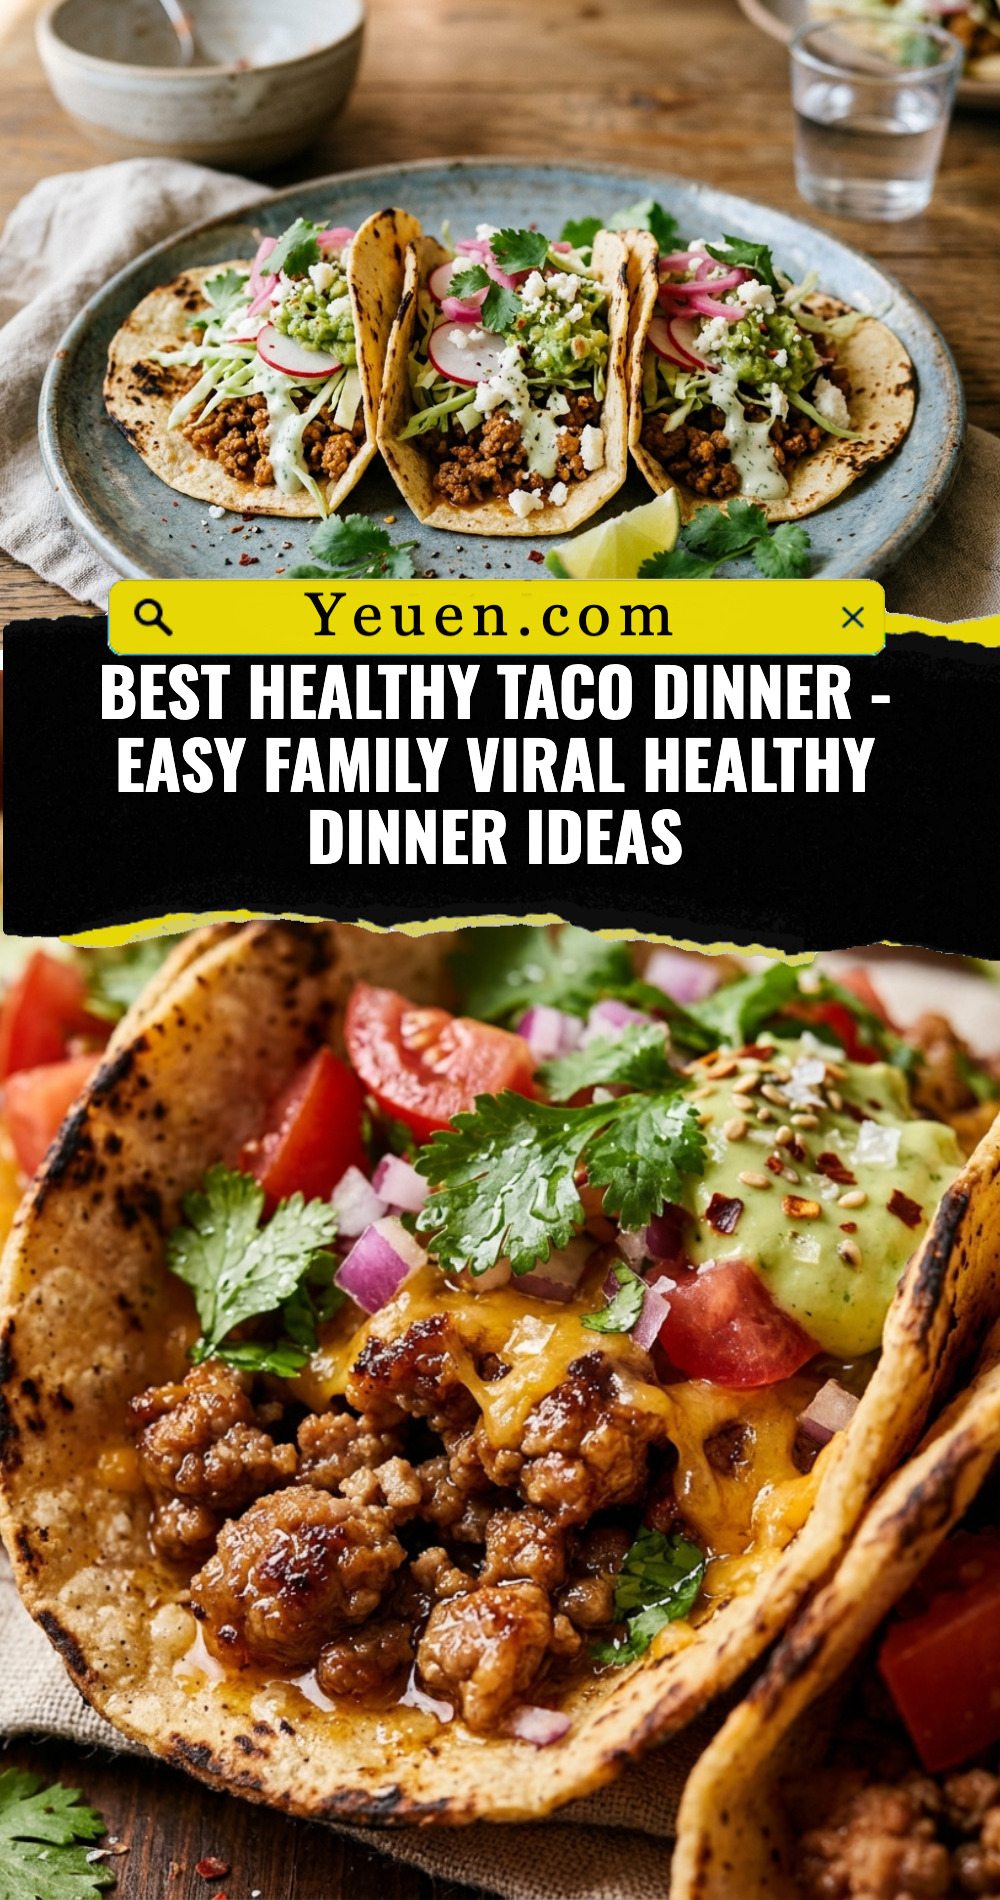 Yeuen.com
BEST HEALTHY TACO DINNER -
EASY FAMILY VIRAL HEALTHY
DINNER IDEAS